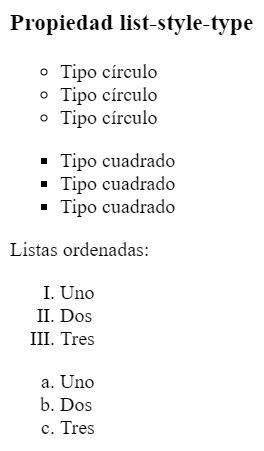 Propiedad list-style-type
Tipo círculo
Tipo círculo
Tipo círculo
Tipo cuadrado
Tipo cuadrado
Tipo cuadrado
Listas ordenadas:
I. Uno
II. Dos
III. Tres
a. Uno
b. Dos
c. Tres